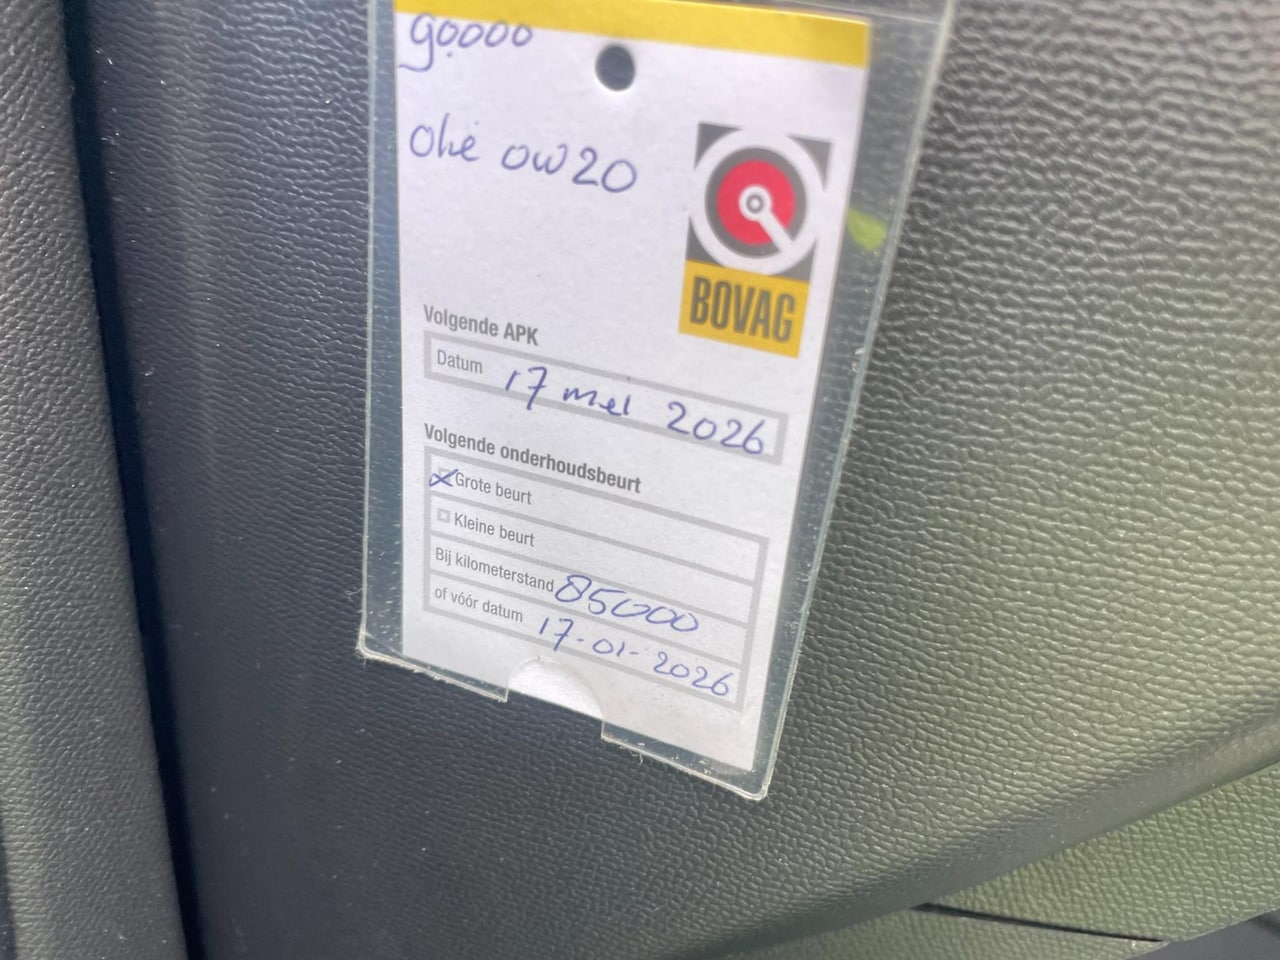 90000
Olie OW20
BOVAG
Volgende APK
Datum 17 mei 2026
Volgende onderhoudsbeurt
Grote beurt
Kleine beurt
Bij kilometerstand 85000
of vóór datum 17-01-2026